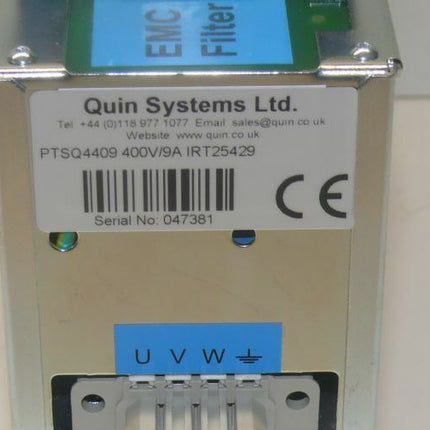 EMC
Filter
Quin Systems Ltd.
Tel +44 (0)118 977 1077 Email sales@quin.co.uk
Website www.quin.co.uk
PTSQ4409 400V/9A IRT25429
Serial No: 047381
CE
U V W ⏚